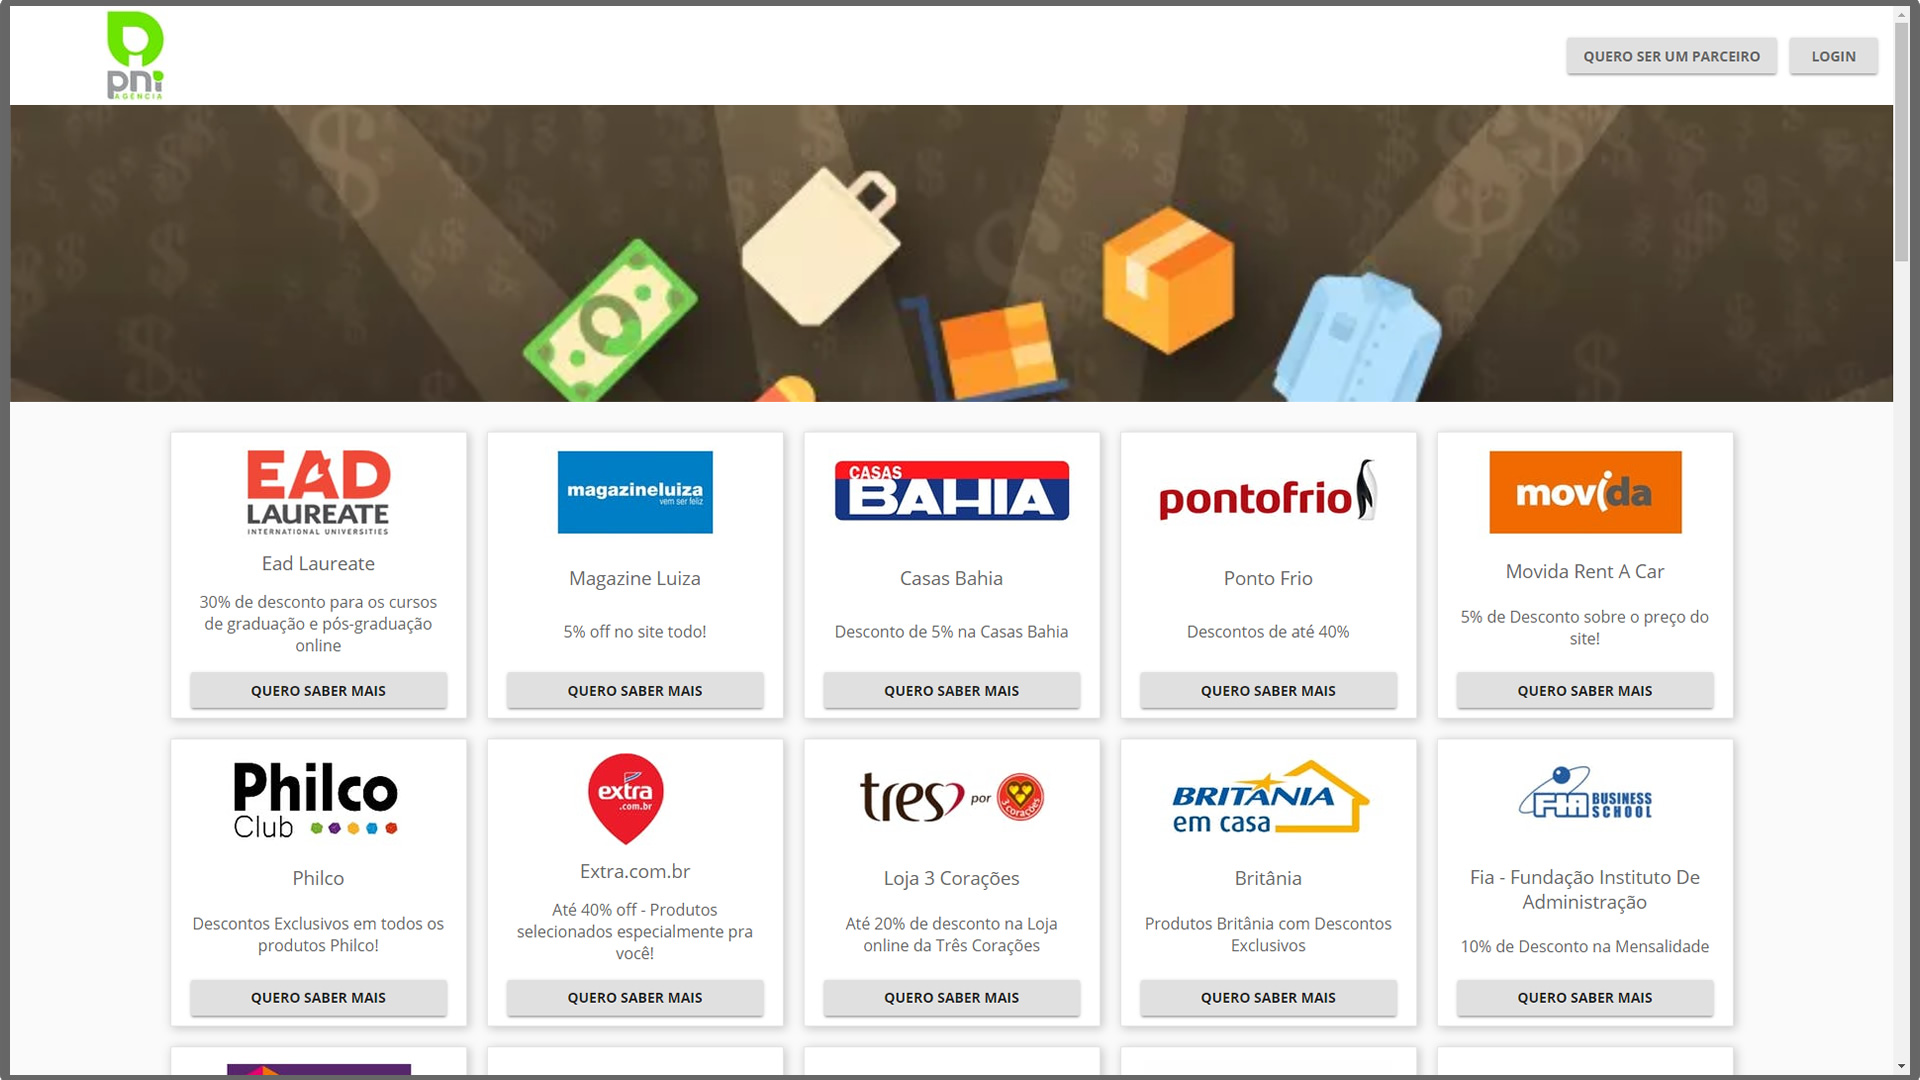 pni
AGÊNCIA
QUERO SER UM PARCEIRO
LOGIN
EAD
LAUREATE
INTERNATIONAL UNIVERSITIES
Ead Laureate
30% de desconto para os cursos
de graduação e pós-graduação
online
QUERO SABER MAIS
magazineluiza
vem ser feliz
Magazine Luiza
5% off no site todo!
QUERO SABER MAIS
CASAS
BAHIA
Casas Bahia
Desconto de 5% na Casas Bahia
QUERO SABER MAIS
pontofrio
Ponto Frio
Descontos de até 40%
QUERO SABER MAIS
movida
Movida Rent A Car
5% de Desconto sobre o preço do
site!
QUERO SABER MAIS
Philco
Club
Philco
Descontos Exclusivos em todos os
produtos Philco!
QUERO SABER MAIS
extra
.com.br
Extra.com.br
Até 40% off - Produtos
selecionados especialmente pra
você!
QUERO SABER MAIS
tres por 3 corações
Loja 3 Corações
Até 20% de desconto na Loja
online da Três Corações
QUERO SABER MAIS
BRITÂNIA
em casa
Britânia
Produtos Britânia com Descontos
Exclusivos
QUERO SABER MAIS
FIA BUSINESS
SCHOOL
Fia - Fundação Instituto De
Administração
10% de Desconto na Mensalidade
QUERO SABER MAIS